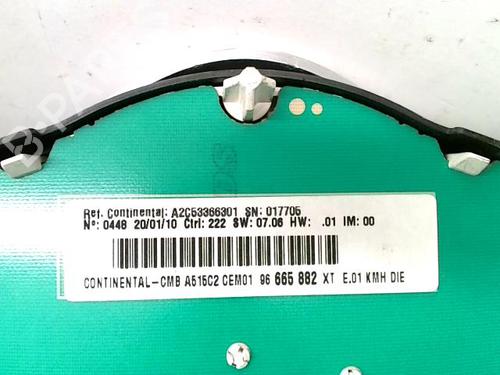 Ref. Continental: A2C53366301 SN: 017705
Nº: 0448 20/01/10 Ctrl: 222 SW: 07.06 HW: .01 IM: 00
CONTINENTAL-CMB A515C2 CEM01 96 665 882 XT E.01 KMH DIE